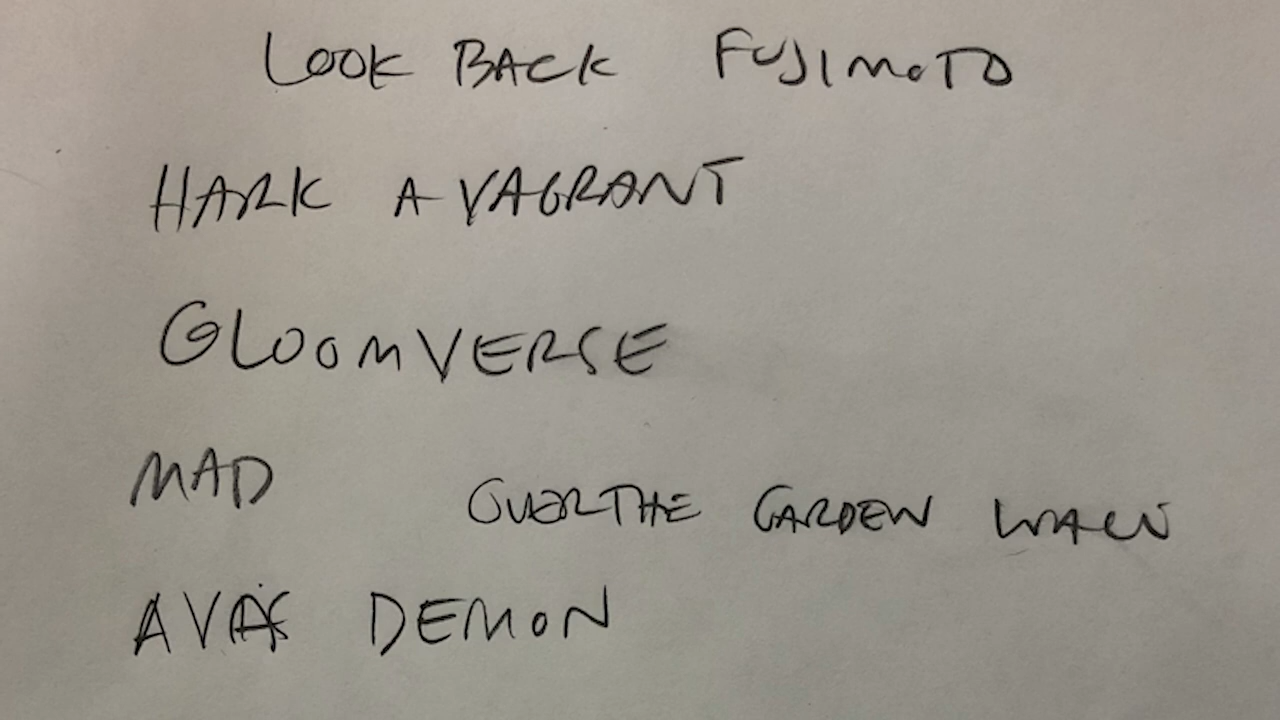 LOOK BACK FUJIMOTO
HARK A VAGRANT
GLOOMVERSE
MAD
OVER THE GARDEN WALL
AVA'S DEMON